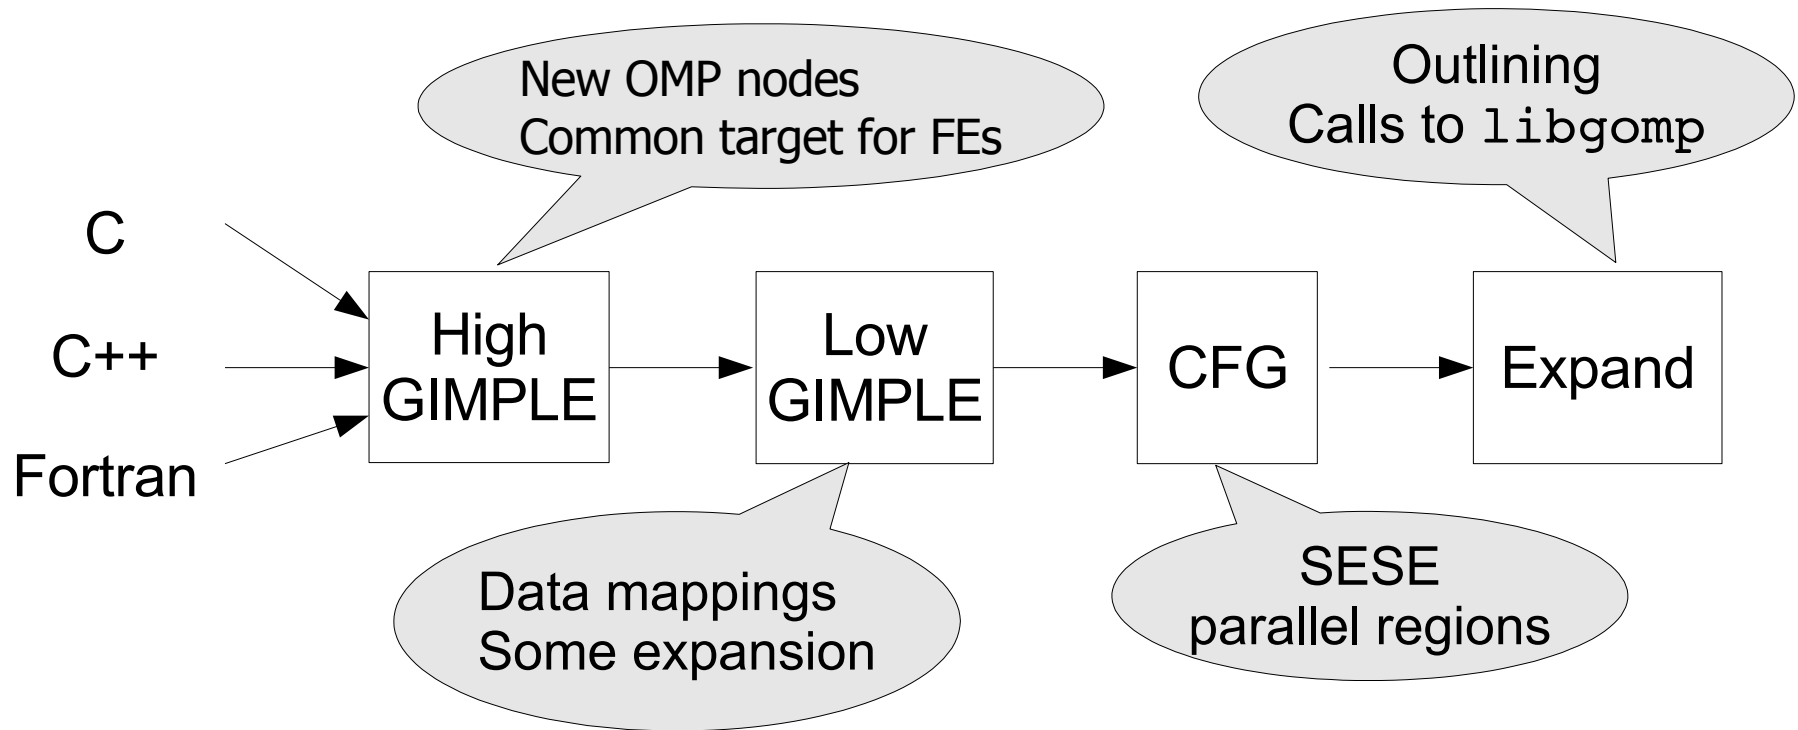 New OMP nodes
Common target for FEs
Outlining
Calls to libgomp
C
C++
Fortran
High
GIMPLE
Low
GIMPLE
CFG
Expand
Data mappings
Some expansion
SESE
parallel regions